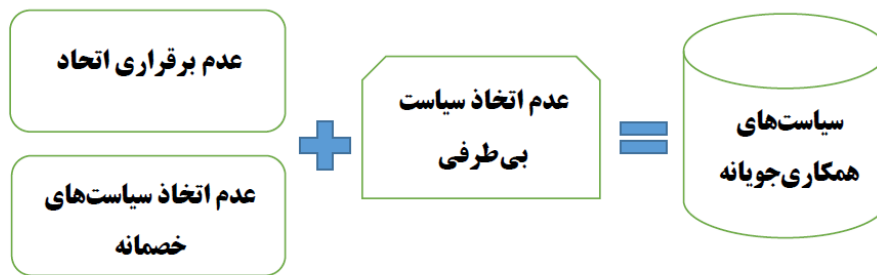 عدم برقراری اتحاد
عدم اتخاذ سیاست‌های
خصمانه
عدم اتخاذ سیاست
بی‌طرفی
سیاست‌های
همکاری‌جویانه